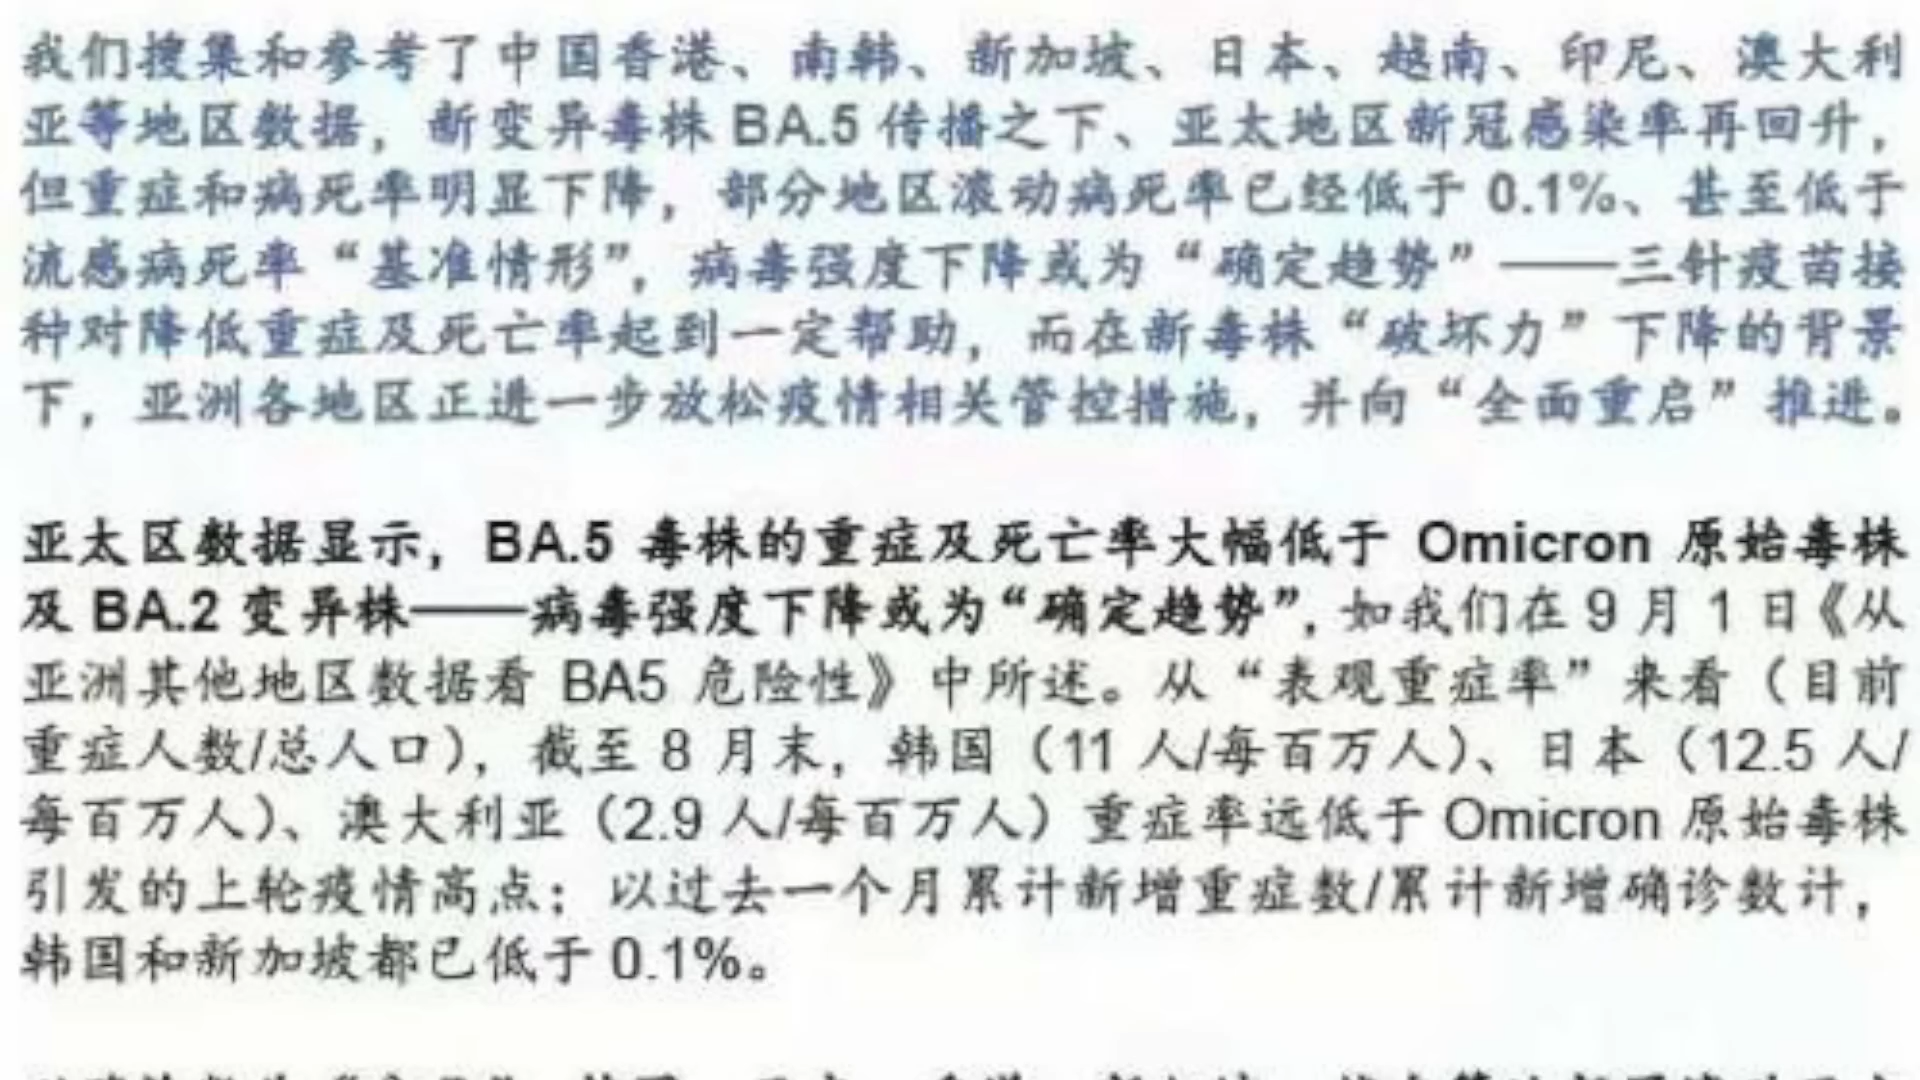 我们搜集和参考了中国香港、南韩、新加坡、日本、越南、印尼、澳大利
亚等地区数据，新变异毒株 BA.5 传播之下、亚太地区新冠感染率再回升，
但重症和病死率明显下降，部分地区滚动病死率已经低于 0.1%、甚至低于
流感病死率“基准情形”，病毒强度下降或为“确定趋势”——三针疫苗接
种对降低重症及死亡率起到一定帮助，而在新毒株“破坏力”下降的背景
下，亚洲各地区正进一步放松疫情相关管控措施，并向“全面重启”推进。
亚太区数据显示，BA.5 毒株的重症及死亡率大幅低于 Omicron 原始毒株
及 BA.2 变异株——病毒强度下降或为“确定趋势”，如我们在 9 月 1 日《从
亚洲其他地区数据看 BA5 危险性》中所述。从“表观重症率”来看（目前
重症人数/总人口），截至 8 月末，韩国（11 人/每百万人）、日本（12.5 人/
每百万人）、澳大利亚（2.9 人/每百万人）重症率远低于 Omicron 原始毒株
引发的上轮疫情高点；以过去一个月累计新增重症数/累计新增确诊数计，
韩国和新加坡都已低于 0.1%。